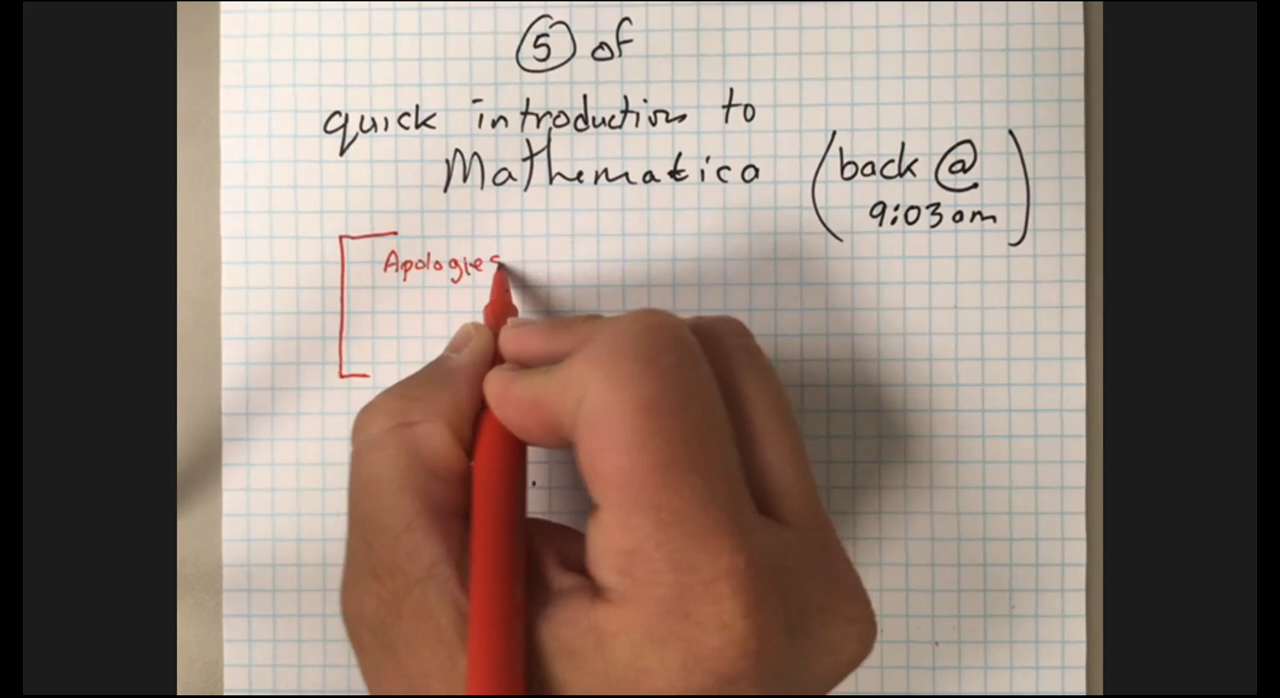 ⑤ of
quick introduction to
Mathematica
(back @
9:03am)
Apologies